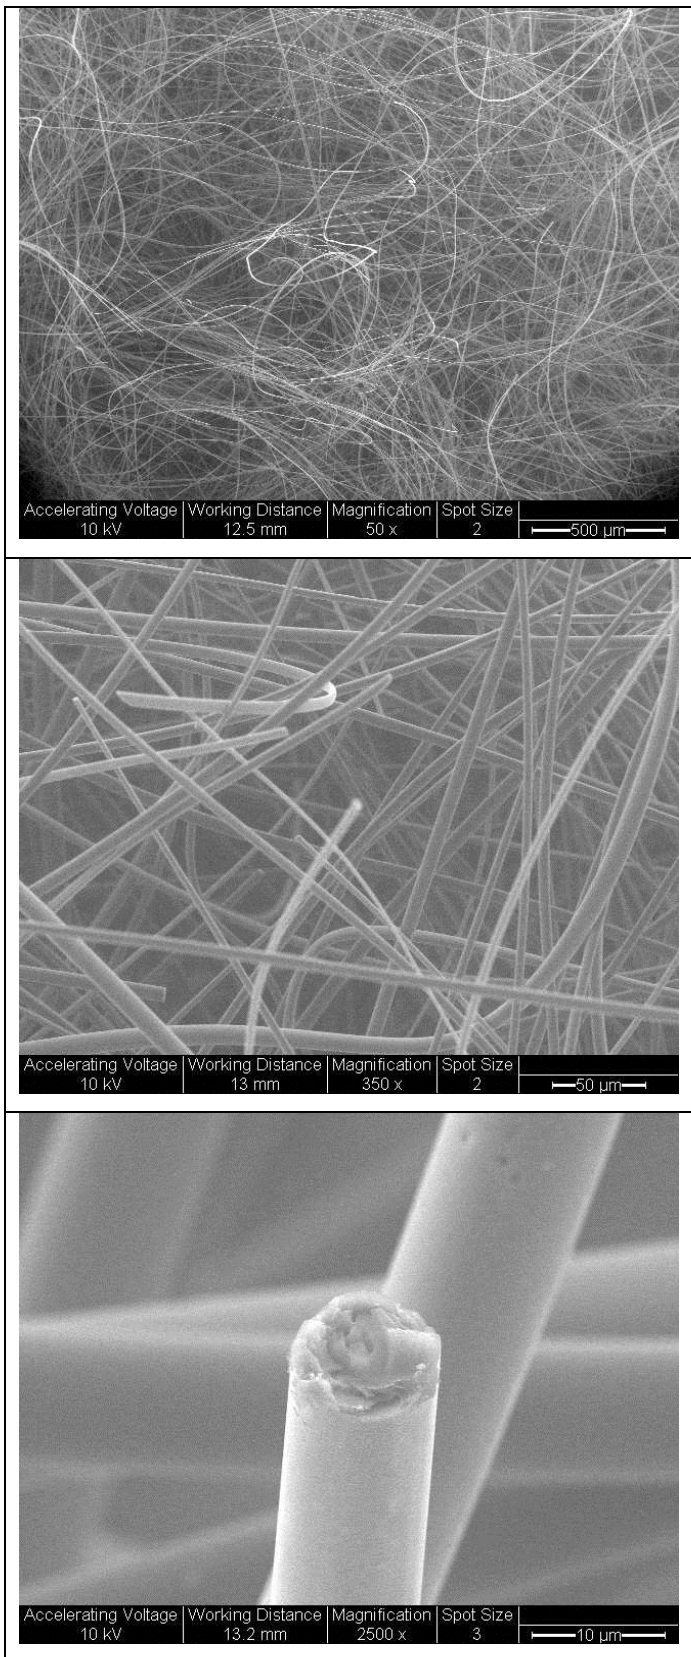 Accelerating Voltage Working Distance Magnification Spot Size
10 kV 12.5 mm 50 x 2 500 µm
Accelerating Voltage Working Distance Magnification Spot Size
10 kV 13 mm 350 x 2 50 µm
Accelerating Voltage Working Distance Magnification Spot Size
10 kV 13.2 mm 2500 x 3 10 µm